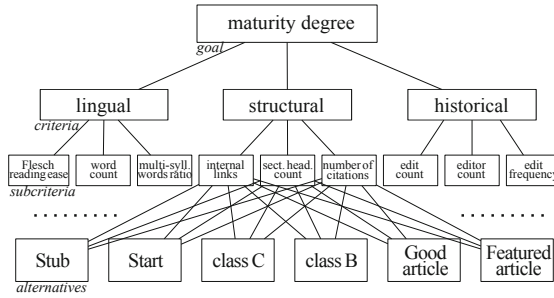 maturity degree
goal
lingual
structural
historical
criteria
Flesch
reading ease
word
count
multi-syll.
words ratio
internal
links
sect. head.
count
number of
citations
edit
count
editor
count
edit
frequency
subcriteria
Stub
Start
class C
class B
Good
article
Featured
article
alternatives